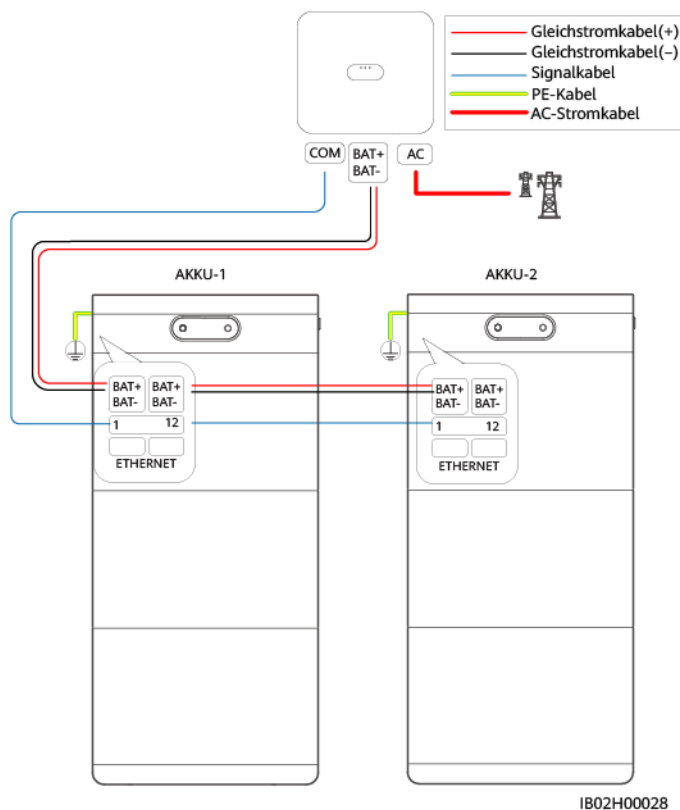 Gleichstromkabel(+)
Gleichstromkabel(−)
Signalkabel
PE-Kabel
AC-Stromkabel
COM
BAT+
BAT-
AC
AKKU-1
AKKU-2
BAT+ BAT+
BAT- BAT-
1 12
ETHERNET
BAT+ BAT+
BAT- BAT-
1 12
ETHERNET
IB02H00028